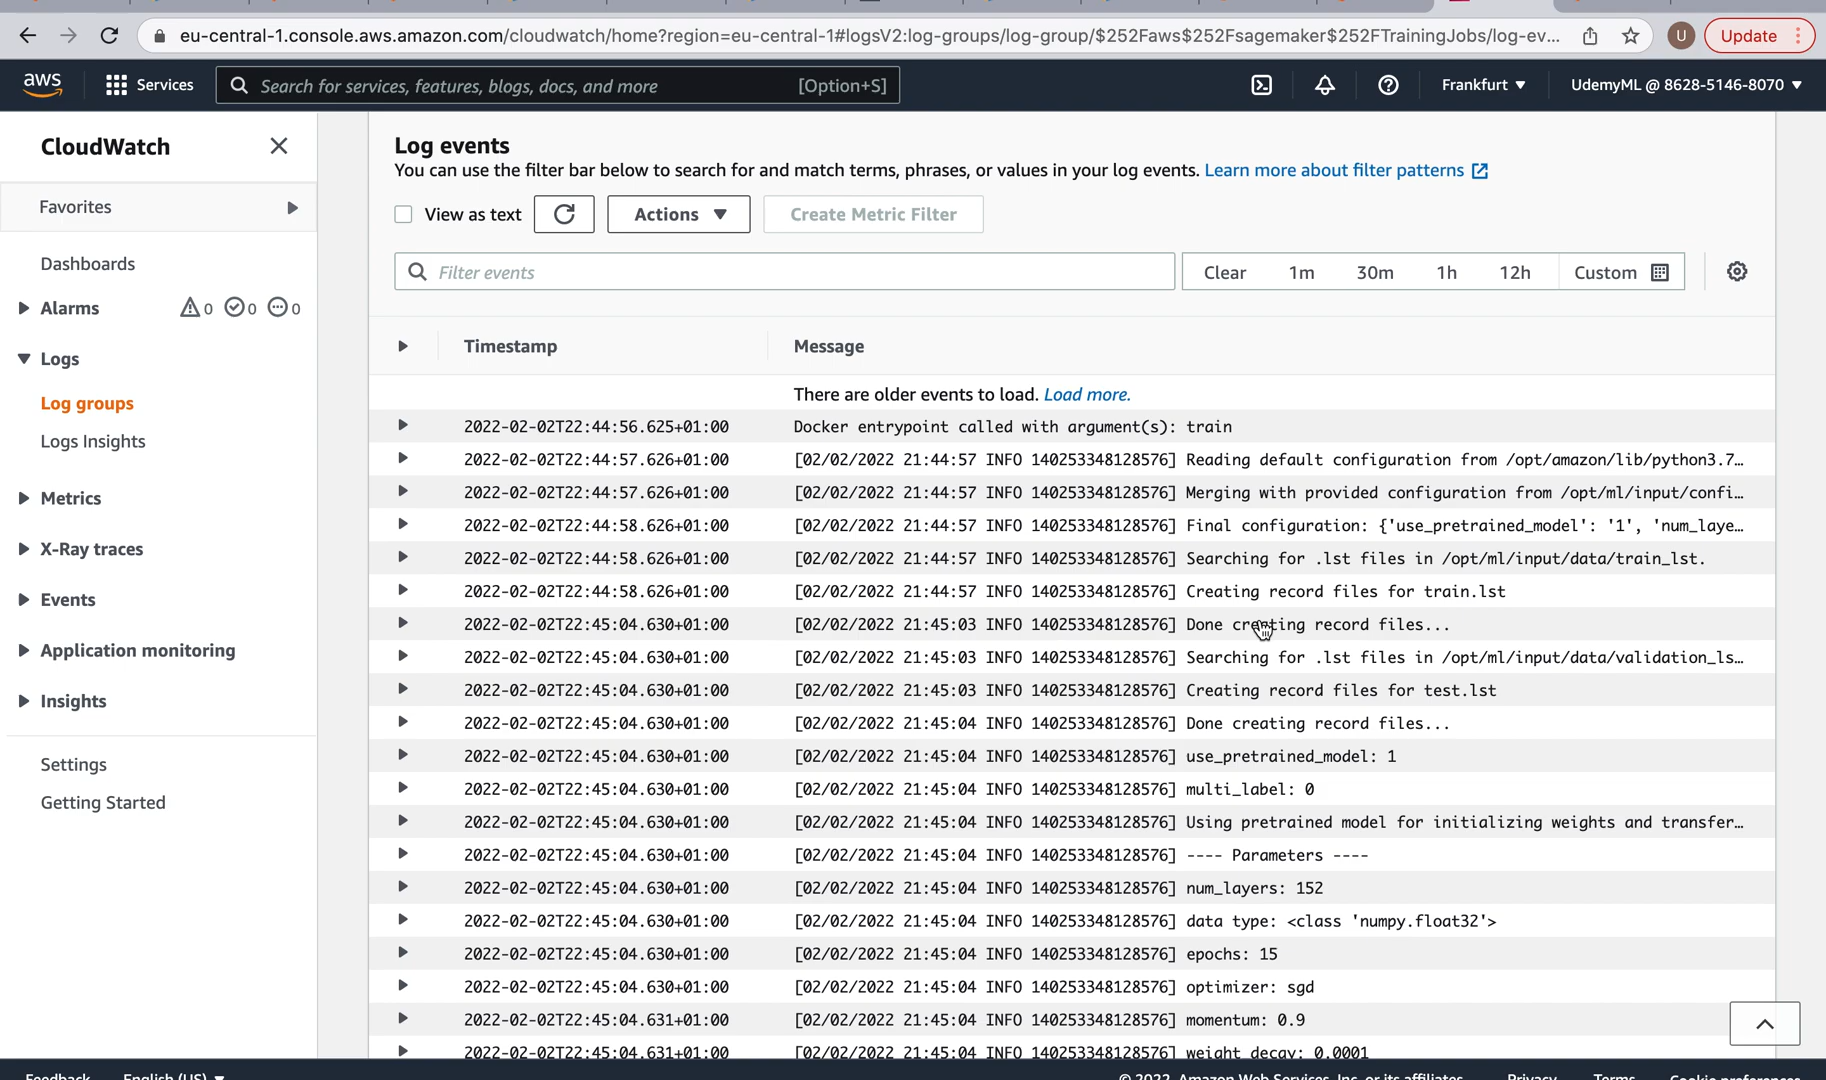 eu-central-1.console.aws.amazon.com/cloudwatch/home?region=eu-central-1#logsV2:log-groups/log-group/$252Faws$252Fsagemaker$252FTrainingJobs/log-ev...
U
Update
aws
Services
Search for services, features, blogs, docs, and more
[Option+S]
Frankfurt
UdemyML @ 8628-5146-8070
CloudWatch
Favorites
Dashboards
Alarms 0 0 0
Logs
Log groups
Logs Insights
Metrics
X-Ray traces
Events
Application monitoring
Insights
Settings
Getting Started
Log events
You can use the filter bar below to search for and match terms, phrases, or values in your log events. Learn more about filter patterns
View as text
Actions
Create Metric Filter
Filter events
Clear 1m 30m 1h 12h Custom
Timestamp Message
There are older events to load. Load more.
2022-02-02T22:44:56.625+01:00 Docker entrypoint called with argument(s): train
2022-02-02T22:44:57.626+01:00 [02/02/2022 21:44:57 INFO 140253348128576] Reading default configuration from /opt/amazon/lib/python3.7…
2022-02-02T22:44:57.626+01:00 [02/02/2022 21:44:57 INFO 140253348128576] Merging with provided configuration from /opt/ml/input/confi…
2022-02-02T22:44:58.626+01:00 [02/02/2022 21:44:57 INFO 140253348128576] Final configuration: {'use_pretrained_model': '1', 'num_laye…
2022-02-02T22:44:58.626+01:00 [02/02/2022 21:44:57 INFO 140253348128576] Searching for .lst files in /opt/ml/input/data/train_lst.
2022-02-02T22:44:58.626+01:00 [02/02/2022 21:44:57 INFO 140253348128576] Creating record files for train.lst
2022-02-02T22:45:04.630+01:00 [02/02/2022 21:45:03 INFO 140253348128576] Done creating record files...
2022-02-02T22:45:04.630+01:00 [02/02/2022 21:45:03 INFO 140253348128576] Searching for .lst files in /opt/ml/input/data/validation_ls…
2022-02-02T22:45:04.630+01:00 [02/02/2022 21:45:03 INFO 140253348128576] Creating record files for test.lst
2022-02-02T22:45:04.630+01:00 [02/02/2022 21:45:04 INFO 140253348128576] Done creating record files...
2022-02-02T22:45:04.630+01:00 [02/02/2022 21:45:04 INFO 140253348128576] use_pretrained_model: 1
2022-02-02T22:45:04.630+01:00 [02/02/2022 21:45:04 INFO 140253348128576] multi_label: 0
2022-02-02T22:45:04.630+01:00 [02/02/2022 21:45:04 INFO 140253348128576] Using pretrained model for initializing weights and transfer…
2022-02-02T22:45:04.630+01:00 [02/02/2022 21:45:04 INFO 140253348128576] ---- Parameters ----
2022-02-02T22:45:04.630+01:00 [02/02/2022 21:45:04 INFO 140253348128576] num_layers: 152
2022-02-02T22:45:04.630+01:00 [02/02/2022 21:45:04 INFO 140253348128576] data type: <class 'numpy.float32'>
2022-02-02T22:45:04.630+01:00 [02/02/2022 21:45:04 INFO 140253348128576] epochs: 15
2022-02-02T22:45:04.630+01:00 [02/02/2022 21:45:04 INFO 140253348128576] optimizer: sgd
2022-02-02T22:45:04.631+01:00 [02/02/2022 21:45:04 INFO 140253348128576] momentum: 0.9
2022-02-02T22:45:04.631+01:00 [02/02/2022 21:45:04 INFO 140253348128576] weight decay: 0.0001
Feedback English (US) © 2022, Amazon Web Services, Inc. or its affiliates. Privacy Terms Cookie preferences